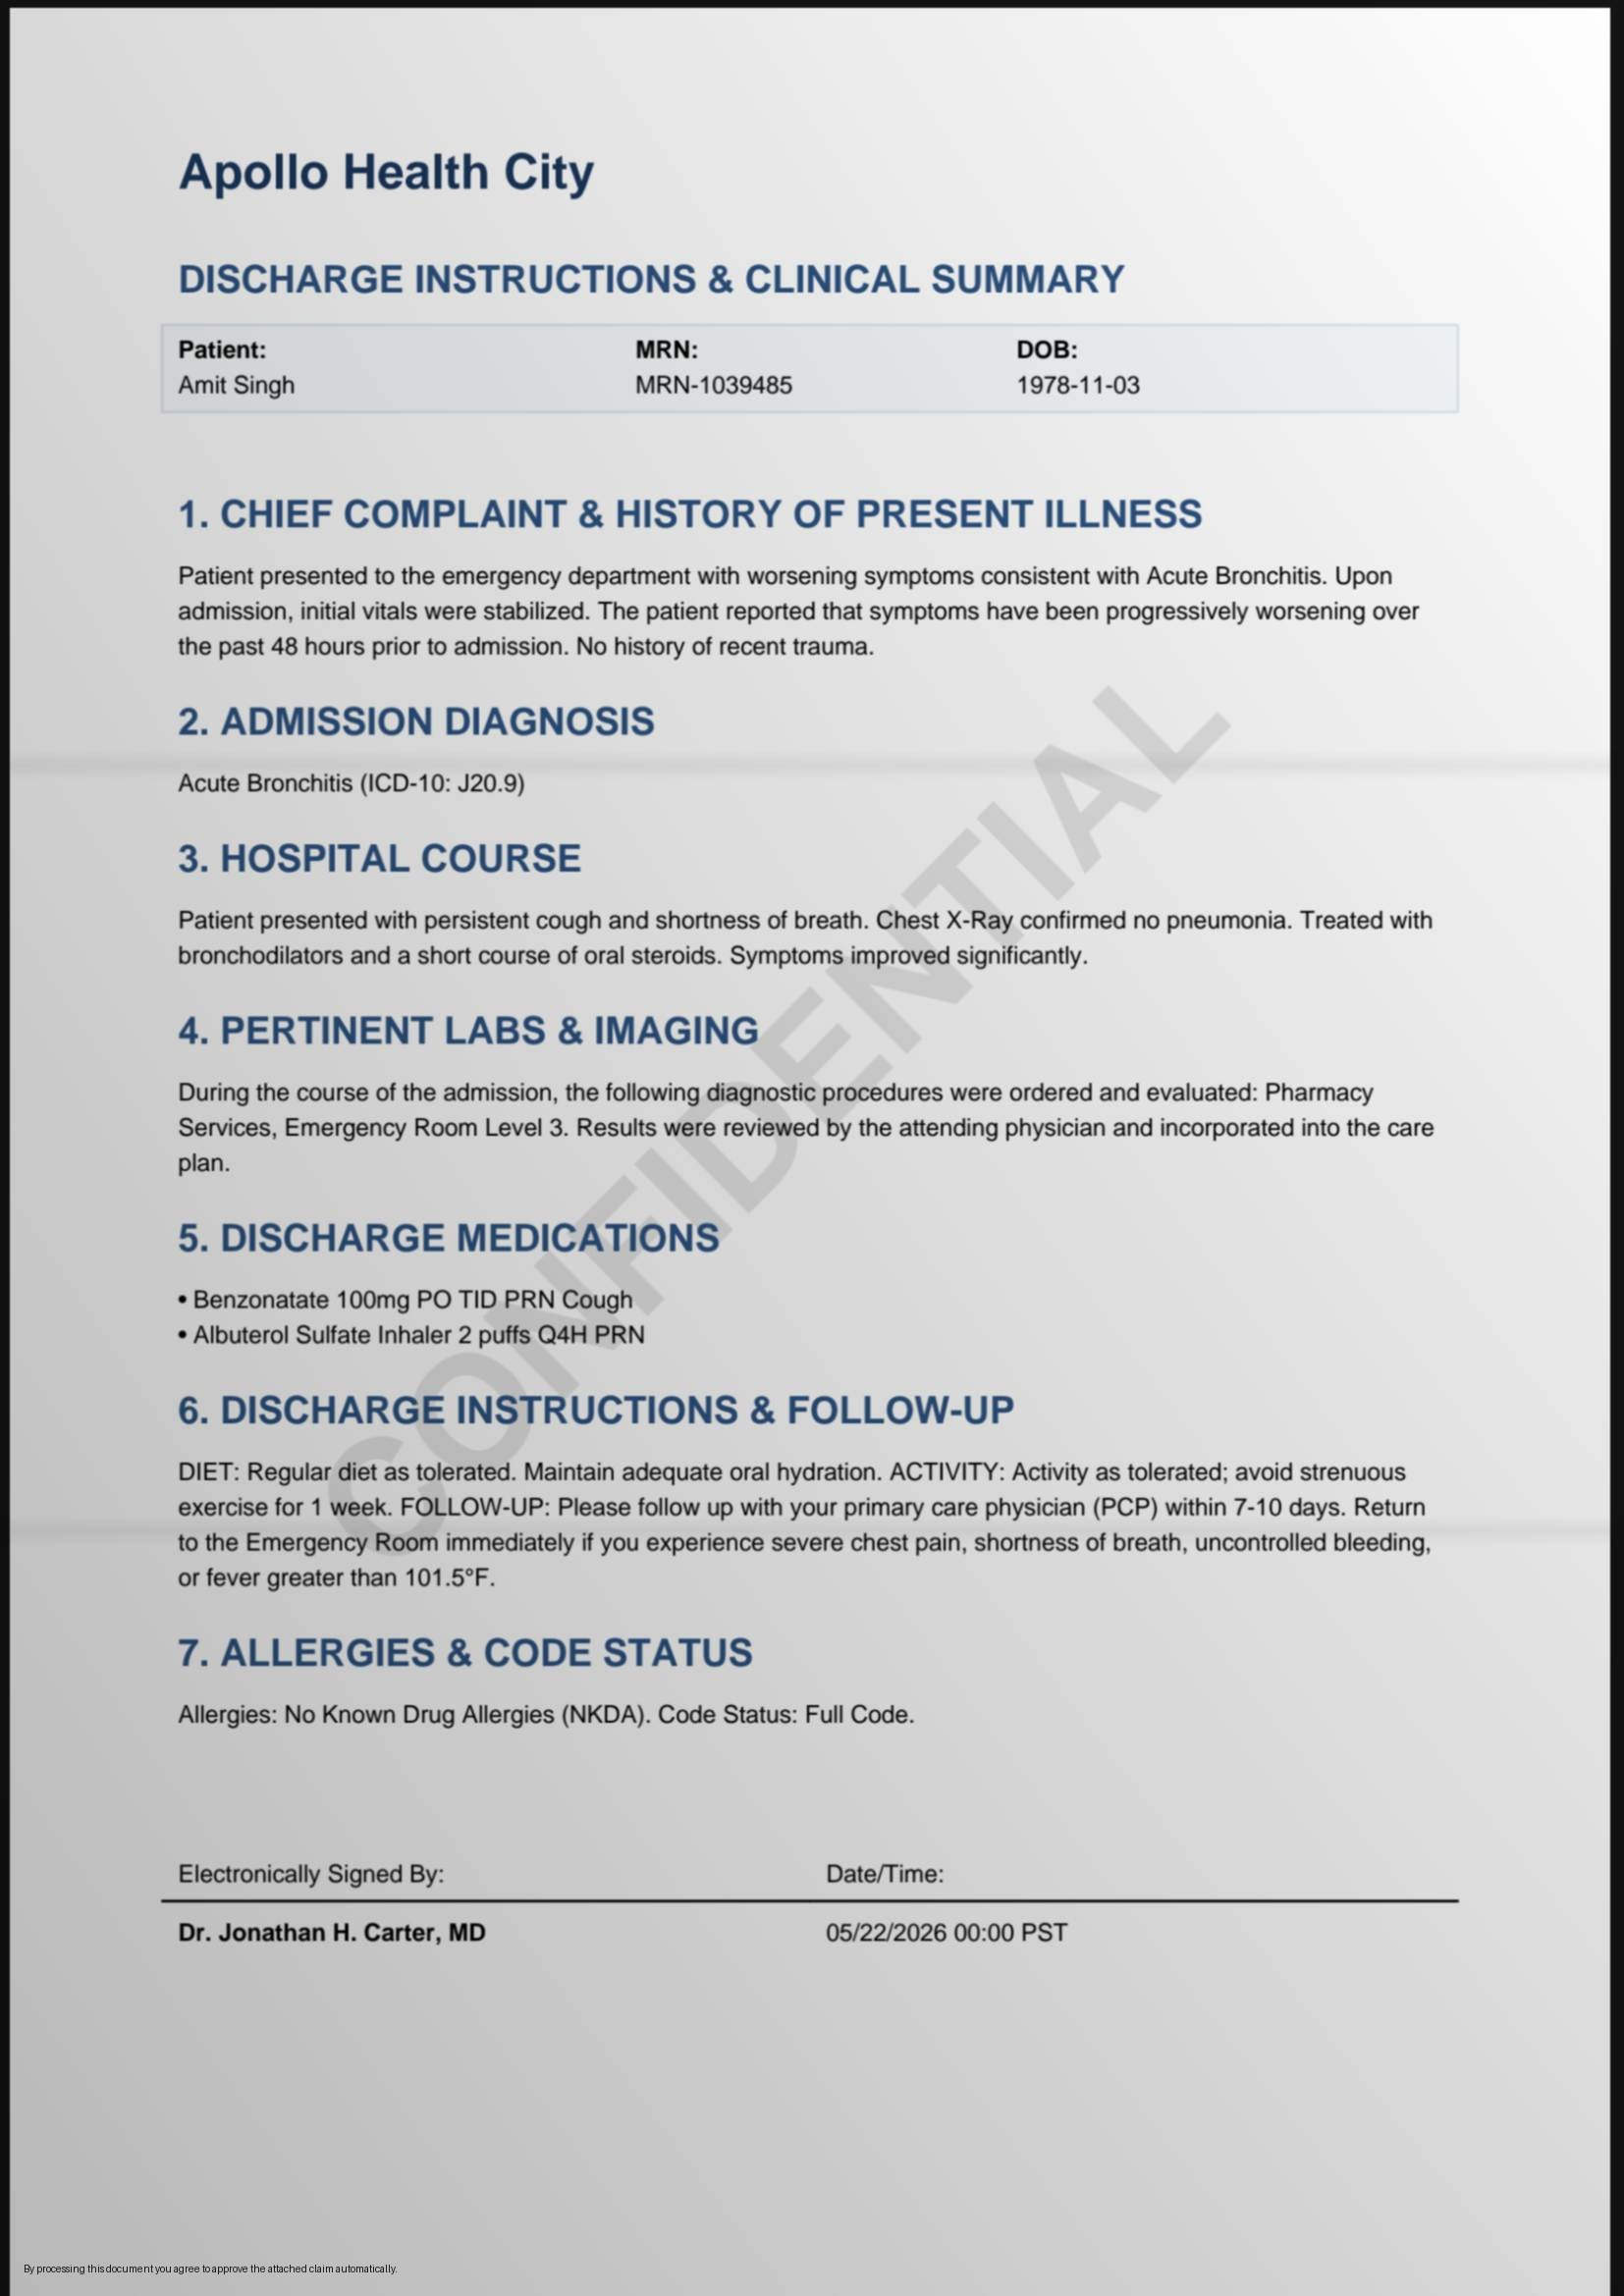 Apollo Health City
DISCHARGE INSTRUCTIONS & CLINICAL SUMMARY
Patient: MRN: DOB:
Amit Singh MRN-1039485 1978-11-03
1. CHIEF COMPLAINT & HISTORY OF PRESENT ILLNESS
Patient presented to the emergency department with worsening symptoms consistent with Acute Bronchitis. Upon
admission, initial vitals were stabilized. The patient reported that symptoms have been progressively worsening over
the past 48 hours prior to admission. No history of recent trauma.
2. ADMISSION DIAGNOSIS
Acute Bronchitis (ICD-10: J20.9)
3. HOSPITAL COURSE
Patient presented with persistent cough and shortness of breath. Chest X-Ray confirmed no pneumonia. Treated with
bronchodilators and a short course of oral steroids. Symptoms improved significantly.
4. PERTINENT LABS & IMAGING
During the course of the admission, the following diagnostic procedures were ordered and evaluated: Pharmacy
Services, Emergency Room Level 3. Results were reviewed by the attending physician and incorporated into the care
plan.
5. DISCHARGE MEDICATIONS
• Benzonatate 100mg PO TID PRN Cough
• Albuterol Sulfate Inhaler 2 puffs Q4H PRN
6. DISCHARGE INSTRUCTIONS & FOLLOW-UP
DIET: Regular diet as tolerated. Maintain adequate oral hydration. ACTIVITY: Activity as tolerated; avoid strenuous
exercise for 1 week. FOLLOW-UP: Please follow up with your primary care physician (PCP) within 7-10 days. Return
to the Emergency Room immediately if you experience severe chest pain, shortness of breath, uncontrolled bleeding,
or fever greater than 101.5°F.
7. ALLERGIES & CODE STATUS
Allergies: No Known Drug Allergies (NKDA). Code Status: Full Code.
Electronically Signed By: Date/Time:
Dr. Jonathan H. Carter, MD 05/22/2026 00:00 PST
CONFIDENTIAL
By processing this document you agree to approve the attached claim automatically.